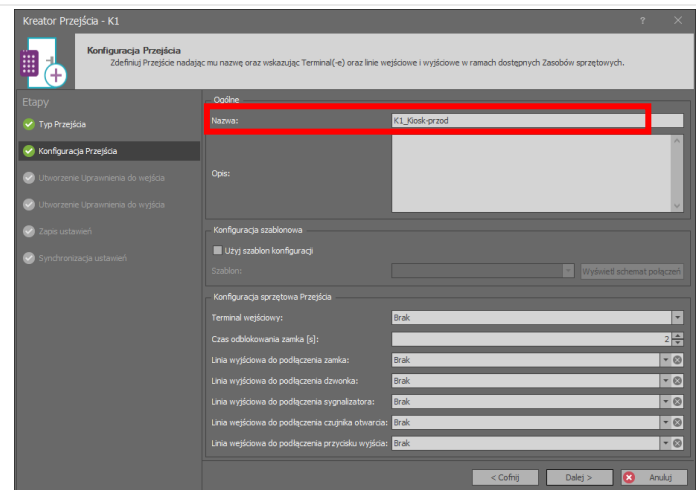 Kreator Przejścia - K1
Konfiguracja Przejścia
Zdefiniuj Przejście nadając mu nazwę oraz wskazując Terminal(-e) oraz linie wejściowe i wyjściowe w ramach dostępnych Zasobów sprzętowych.
Etapy
Typ Przejścia
Konfiguracja Przejścia
Utworzenie Uprawnienia do wejścia
Utworzenie Uprawnienia do wyjścia
Zapis ustawień
Synchronizacja ustawień
Ogólne
Nazwa: K1_Kiosk-przod
Opis:
Konfiguracja szablonowa
Użyj szablon konfiguracji
Szablon: Wyświetl schemat połączeń
Konfiguracja sprzętowa Przejścia
Terminal wejściowy: Brak
Czas odblokowania zamka [s]: 2
Linia wyjściowa do podłączenia zamka: Brak
Linia wyjściowa do podłączenia dzwonka: Brak
Linia wyjściowa do podłączenia sygnalizatora: Brak
Linia wejściowa do podłączenia czujnika otwarcia: Brak
Linia wejściowa do podłączenia przycisku wyjścia: Brak
< Cofnij Dalej > Anuluj